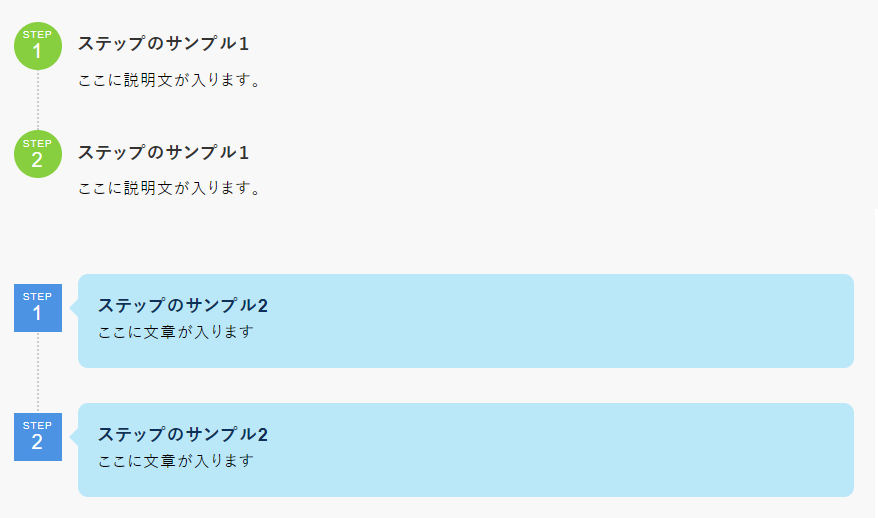 STEP
1
ステップのサンプル1
ここに説明文が入ります。
STEP
2
ステップのサンプル1
ここに説明文が入ります。
STEP
1
ステップのサンプル2
ここに文章が入ります
STEP
2
ステップのサンプル2
ここに文章が入ります